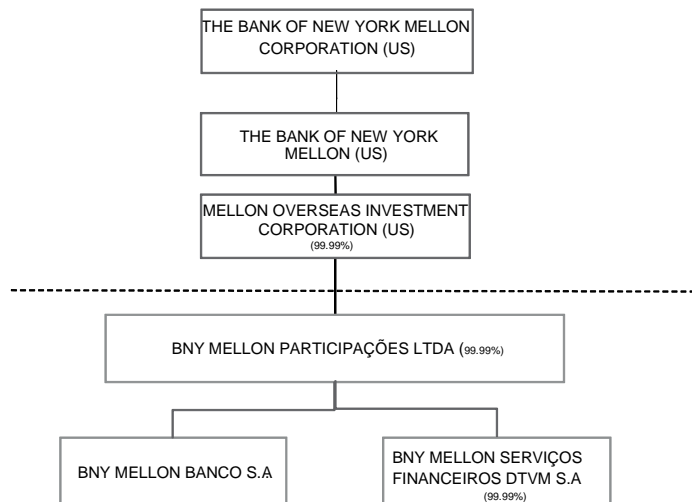 THE BANK OF NEW YORK MELLON
CORPORATION (US)
THE BANK OF NEW YORK
MELLON (US)
MELLON OVERSEAS INVESTMENT
CORPORATION (US)
(99.99%)
BNY MELLON PARTICIPAÇÕES LTDA (99.99%)
BNY MELLON BANCO S.A
BNY MELLON SERVIÇOS
FINANCEIROS DTVM S.A
(99.99%)